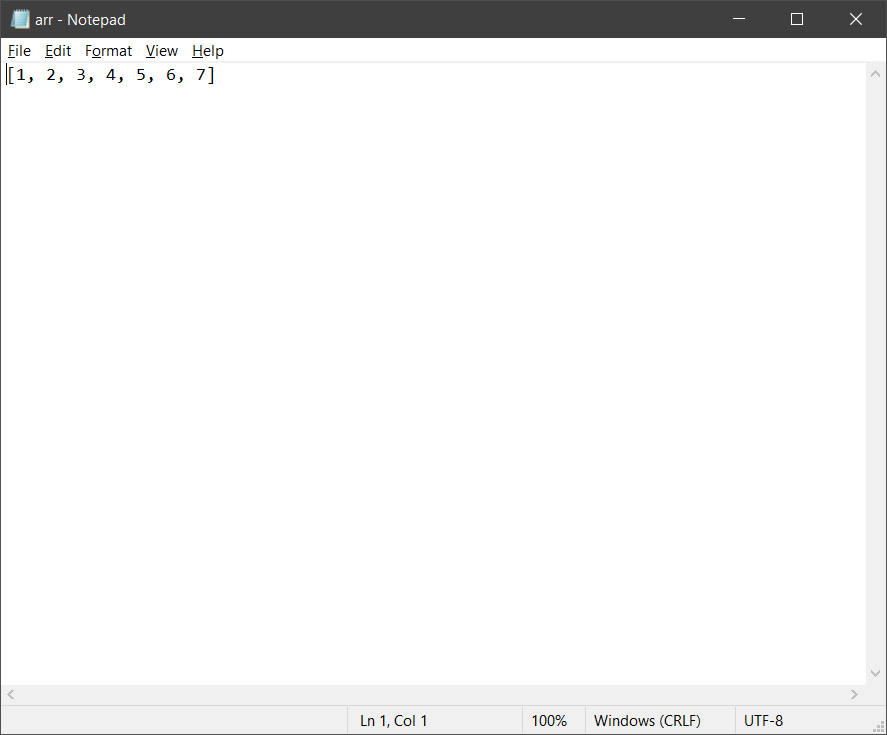 arr - Notepad
File Edit Format View Help
[1, 2, 3, 4, 5, 6, 7]
Ln 1, Col 1 100% Windows (CRLF) UTF-8